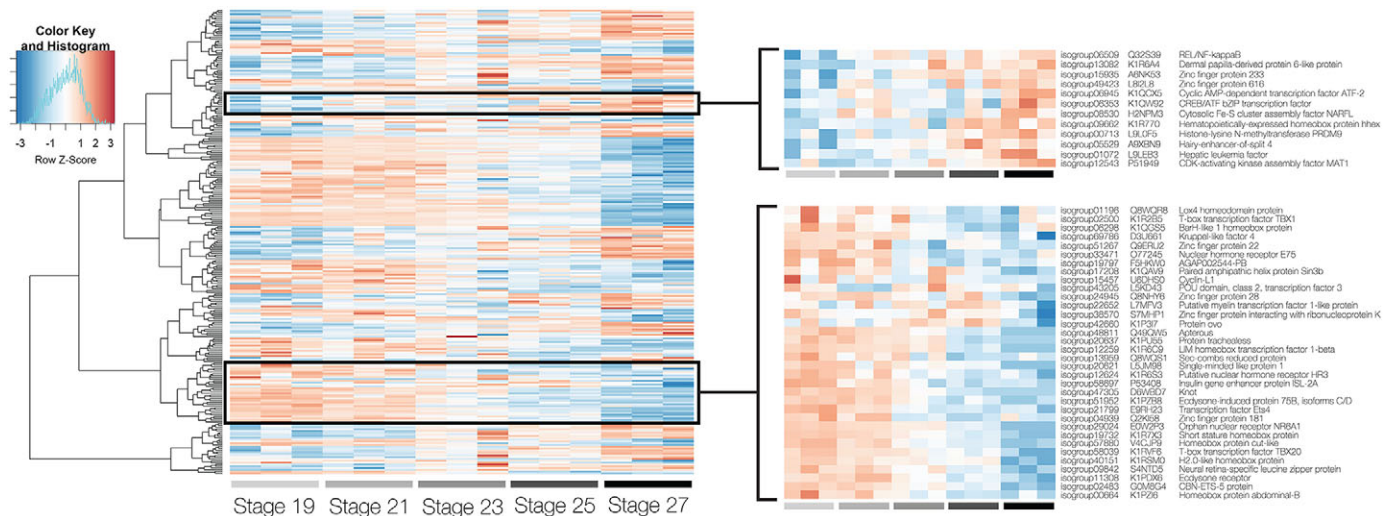 Color Key
and Histogram
-3 -1 0 1 2 3
Row Z-Score
Stage 19 Stage 21 Stage 23 Stage 25 Stage 27
isogroup06509 Q32S39 REL/NF-kappaB
isogroup13082 K1R6A4 Dermal papilla-derived protein 6-like protein
isogroup15935 A6NK53 Zinc finger protein 233
isogroup49423 L8I2L8 Zinc finger protein 616
isogroup06945 K1QCX5 Cyclic AMP-dependent transcription factor ATF-2
isogroup06353 K1QW92 CREB/ATF bZIP transcription factor
isogroup08530 H2NPM3 Cytosolic Fe-S cluster assembly factor NARFL
isogroup09662 K1R770 Hematopoietically-expressed homeobox protein hhex
isogroup00713 L9L0F5 Histone-lysine N-methyltransferase PRDM9
isogroup05529 A9XBN9 Hairy-enhancer-of-split 4
isogroup01072 L9LEB3 Hepatic leukemia factor
isogroup12543 P51949 CDK-activating kinase assembly factor MAT1
isogroup01198 Q8WQR8 Lox4 homeodomain protein
isogroup02500 K1R2B5 T-box transcription factor TBX1
isogroup06298 K1QGS5 BarH-like 1 homeobox protein
isogroup69786 D3U661 Kruppel-like factor 4
isogroup51267 Q9ERU2 Zinc finger protein 22
isogroup33471 O77245 Nuclear hormone receptor E75
isogroup19797 F5HKW0 AGAP002544-PB
isogroup17208 K1QAV9 Paired amphipathic helix protein Sin3b
isogroup15457 U6DHS0 Cyclin-L1
isogroup43205 L5KD43 POU domain, class 2, transcription factor 3
isogroup24945 Q8NHY6 Zinc finger protein 28
isogroup22652 L7MFV3 Putative myelin transcription factor 1-like protein
isogroup38570 S7MHP1 Zinc finger protein interacting with ribonucleoprotein K
isogroup42660 K1P3I7 Protein ovo
isogroup48811 Q49QW5 Apterous
isogroup20637 K1PU55 Protein trachealess
isogroup12259 K1R6C9 LIM homeobox transcription factor 1-beta
isogroup13959 Q8WQS1 Sec-combs reduced protein
isogroup20821 L5JM98 Single-minded like protein 1
isogroup12624 K1R6S3 Putative nuclear hormone receptor HR3
isogroup58697 P53408 Insulin gene enhancer protein ISL-2A
isogroup47305 D6WBD7 Knot
isogroup51952 K1PZB8 Ecdysone-induced protein 75B, isoforms C/D
isogroup21799 E9RH23 Transcription factor Ets4
isogroup04939 Q2KI58 Zinc finger protein 181
isogroup29024 E0W2P3 Orphan nuclear receptor NR6A1
isogroup19732 K1R7X3 Short stature homeobox protein
isogroup57880 V4CJP9 Homeobox protein cut-like
isogroup58039 K1RVF6 T-box transcription factor TBX20
isogroup40151 K1RSM0 H2.0-like homeobox protein
isogroup09842 S4NTD5 Neural retina-specific leucine zipper protein
isogroup11308 K1PDX6 Ecdysone receptor
isogroup02483 G0M8G4 CBN-ETS-5 protein
isogroup00664 K1PZI6 Homeobox protein abdominal-B